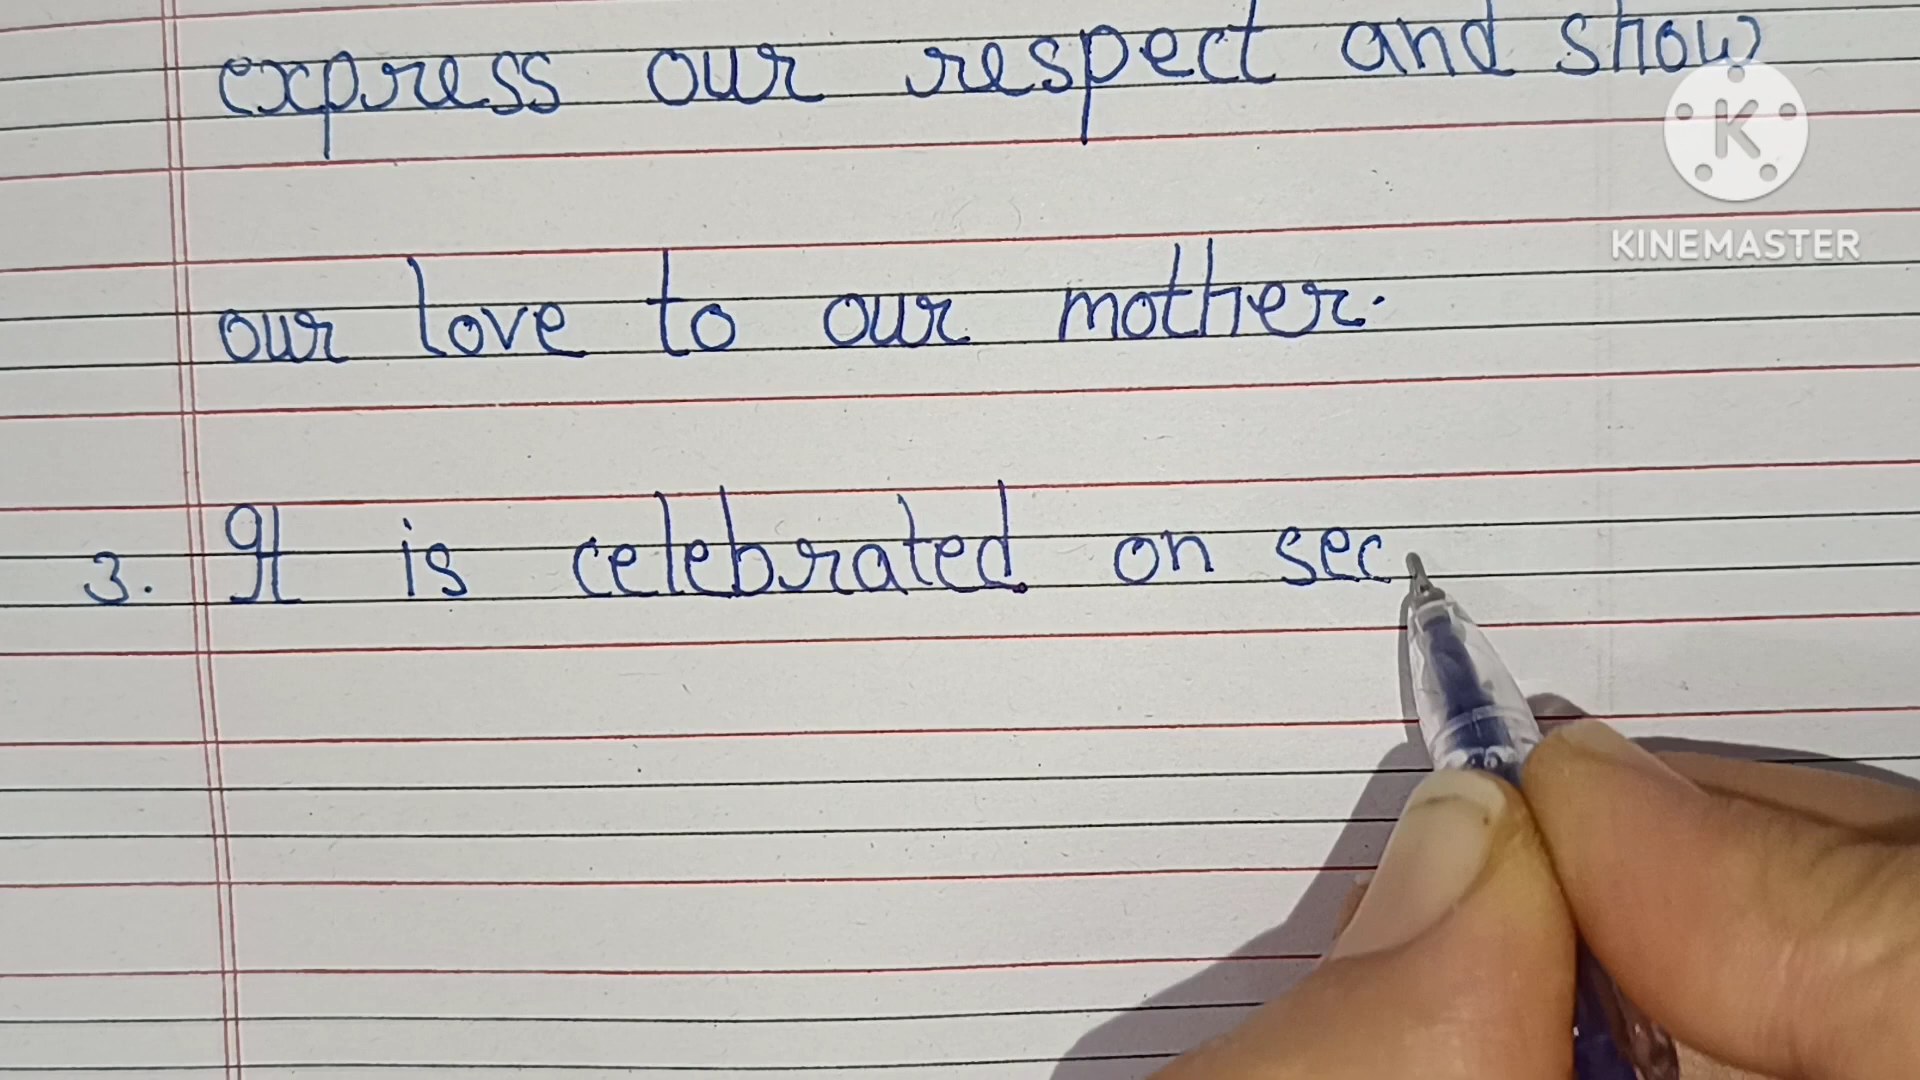 express our respect and show
K
KINEMASTER
our love to our mother.
3. It is celebrated on sec